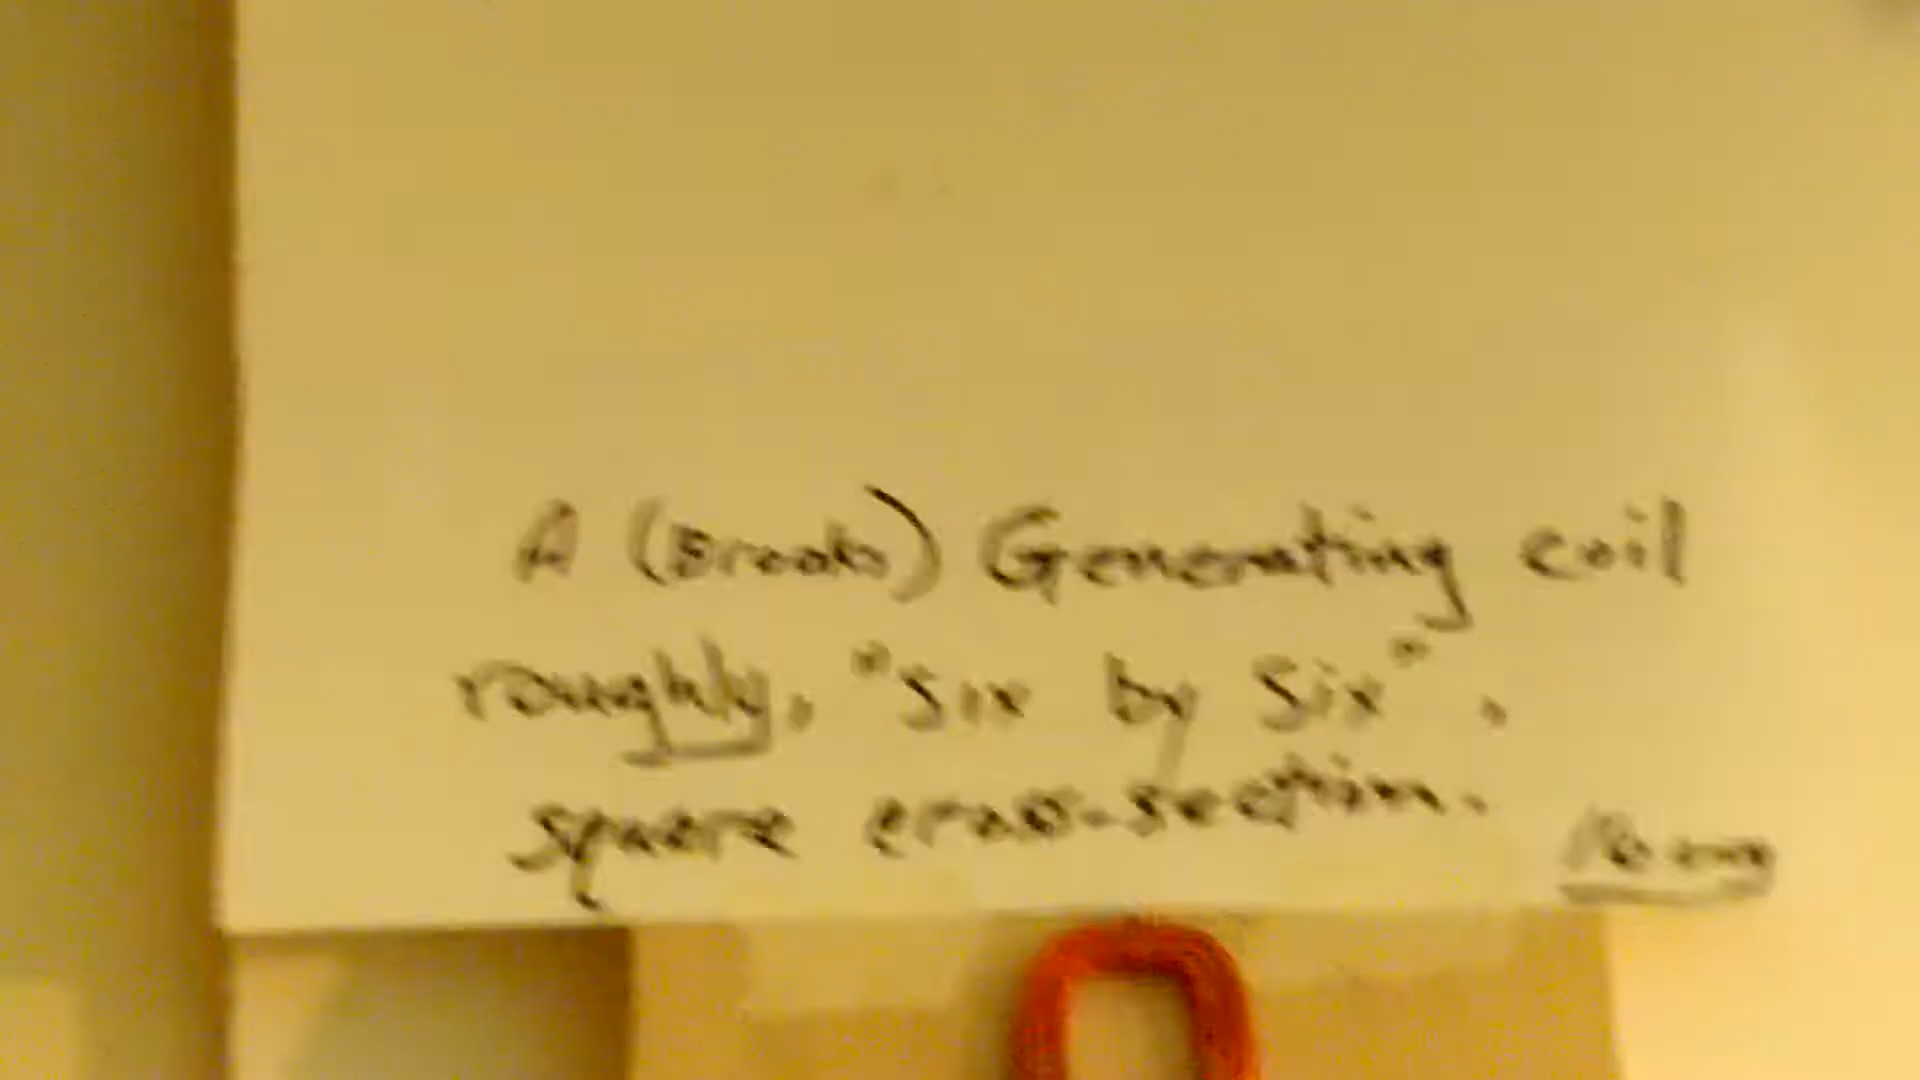 A (Brooks) Generating coil
roughly, "six by six".
square cross-section.